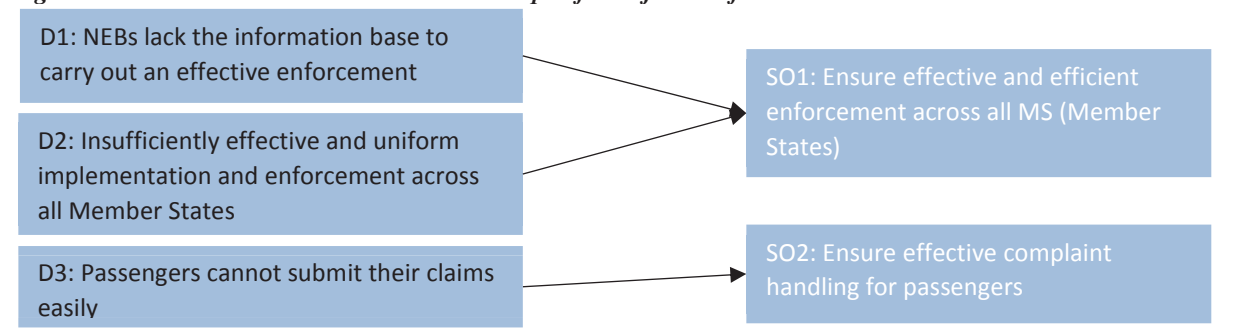 D1: NEBs lack the information base to
carry out an effective enforcement
D2: Insufficiently effective and uniform
implementation and enforcement across
all Member States
D3: Passengers cannot submit their claims
easily
SO1: Ensure effective and efficient
enforcement across all MS (Member
States)
SO2: Ensure effective complaint
handling for passengers